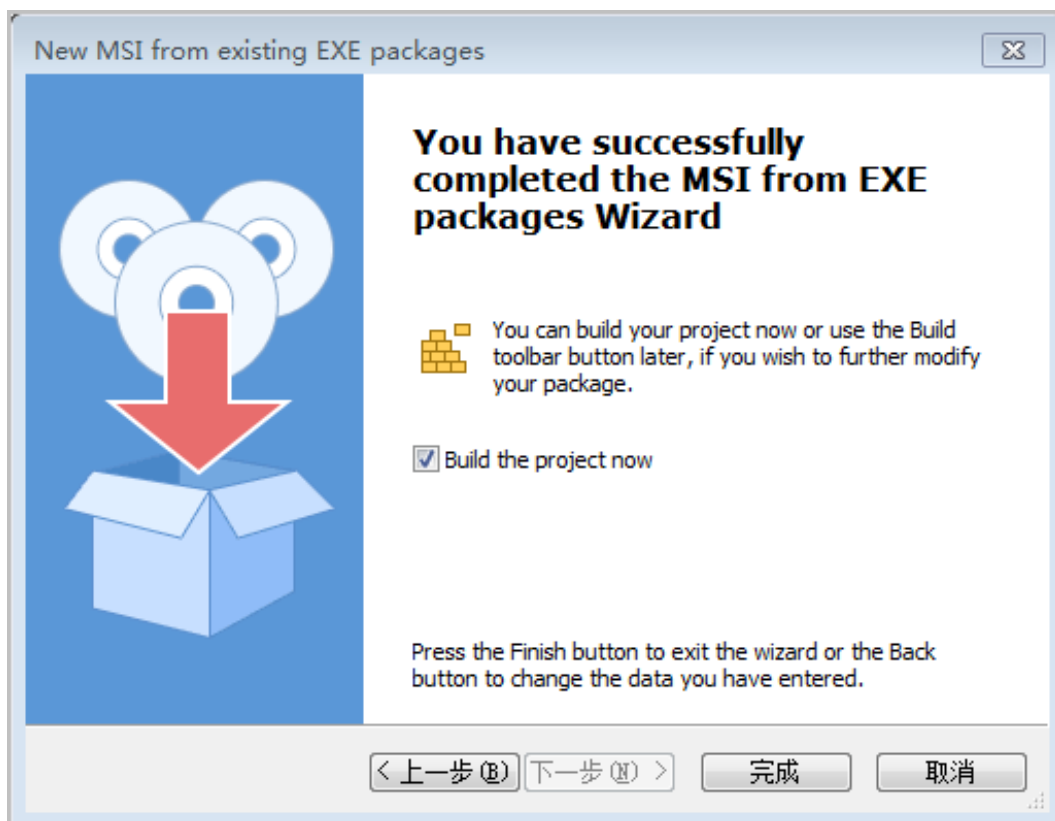 New MSI from existing EXE packages
You have successfully
completed the MSI from EXE
packages Wizard
You can build your project now or use the Build
toolbar button later, if you wish to further modify
your package.
Build the project now
Press the Finish button to exit the wizard or the Back
button to change the data you have entered.
< 上一步(B) 下一步(N) > 完成 取消